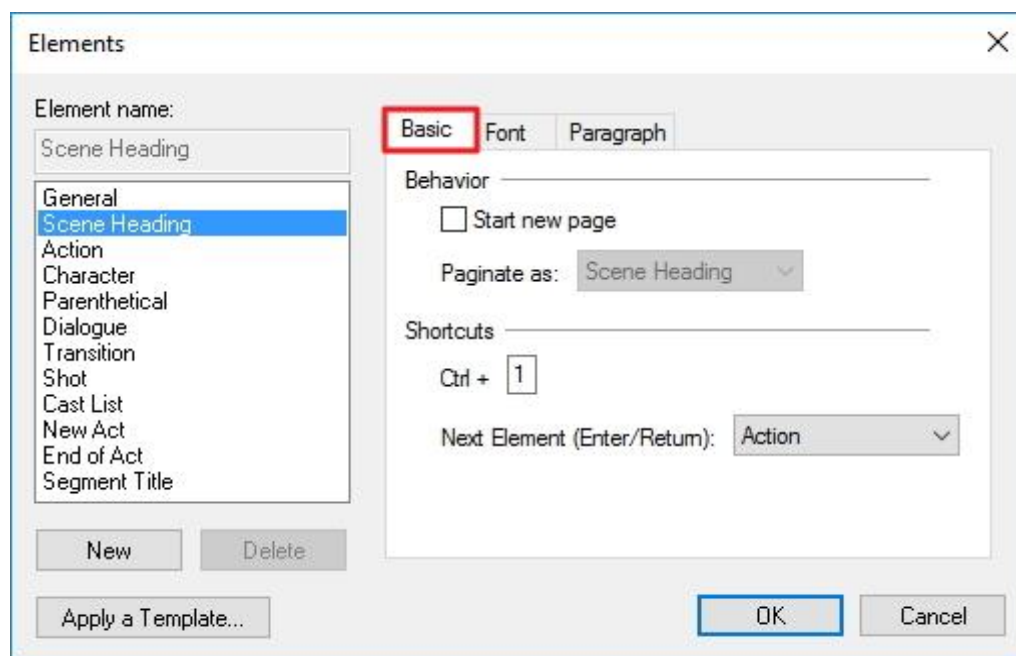 Elements
Element name:
Scene Heading
General
Scene Heading
Action
Character
Parenthetical
Dialogue
Transition
Shot
Cast List
New Act
End of Act
Segment Title
New
Delete
Apply a Template...
Basic
Font
Paragraph
Behavior
Start new page
Paginate as: Scene Heading
Shortcuts
Ctrl + 1
Next Element (Enter/Return): Action
OK
Cancel